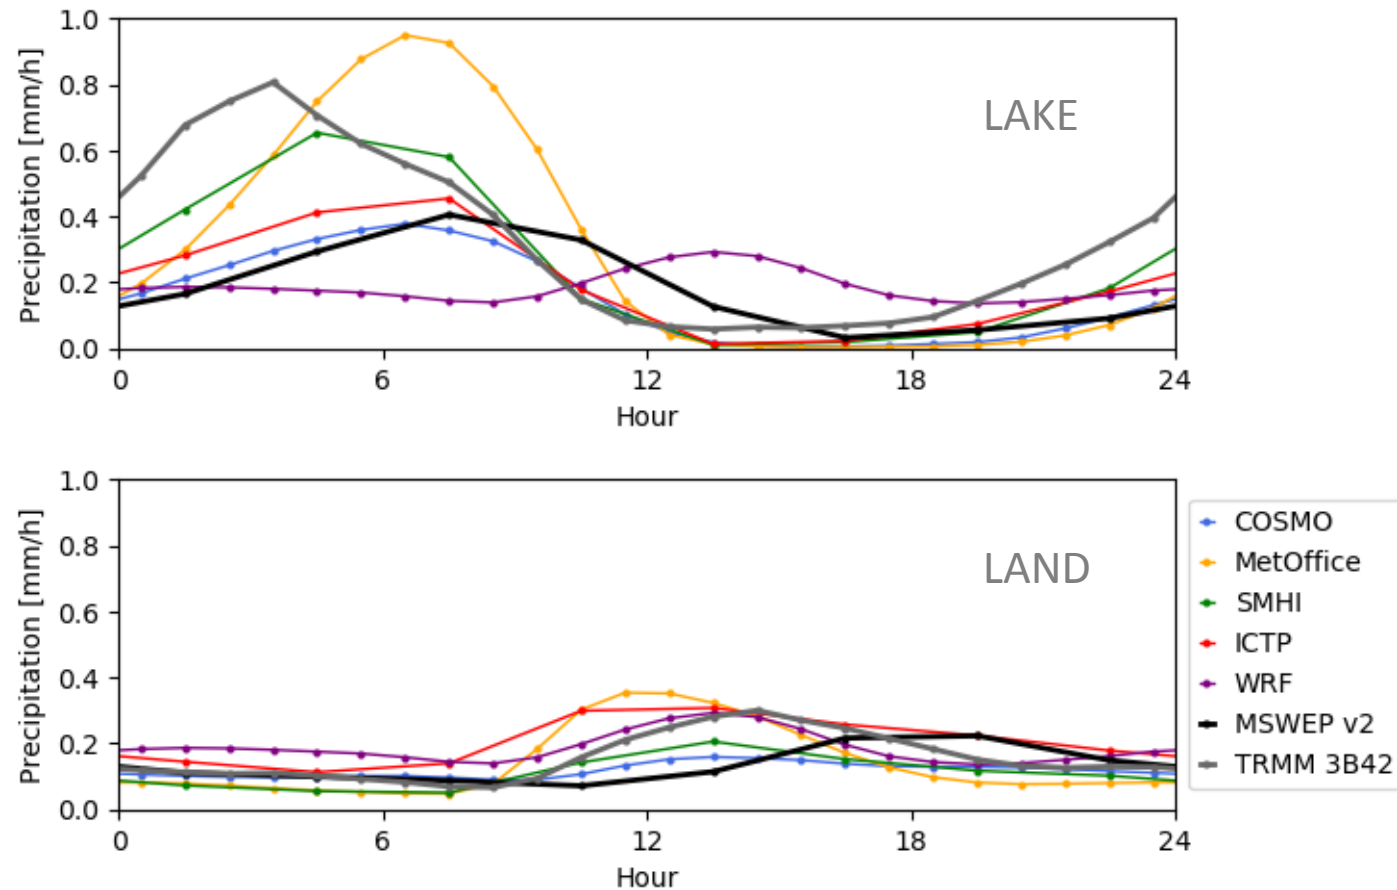 1.0
0.8
0.6
0.4
0.2
0.0
Precipitation [mm/h]
LAKE
0 6 12 18 24
Hour
1.0
0.8
0.6
0.4
0.2
0.0
Precipitation [mm/h]
LAND
0 6 12 18 24
Hour
COSMO
MetOffice
SMHI
ICTP
WRF
MSWEP v2
TRMM 3B42